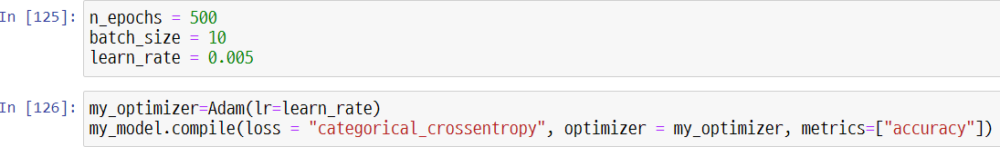 In [125]: n_epochs = 500
batch_size = 10
learn_rate = 0.005
In [126]: my_optimizer=Adam(lr=learn_rate)
my_model.compile(loss = "categorical_crossentropy", optimizer = my_optimizer, metrics=["accuracy"])